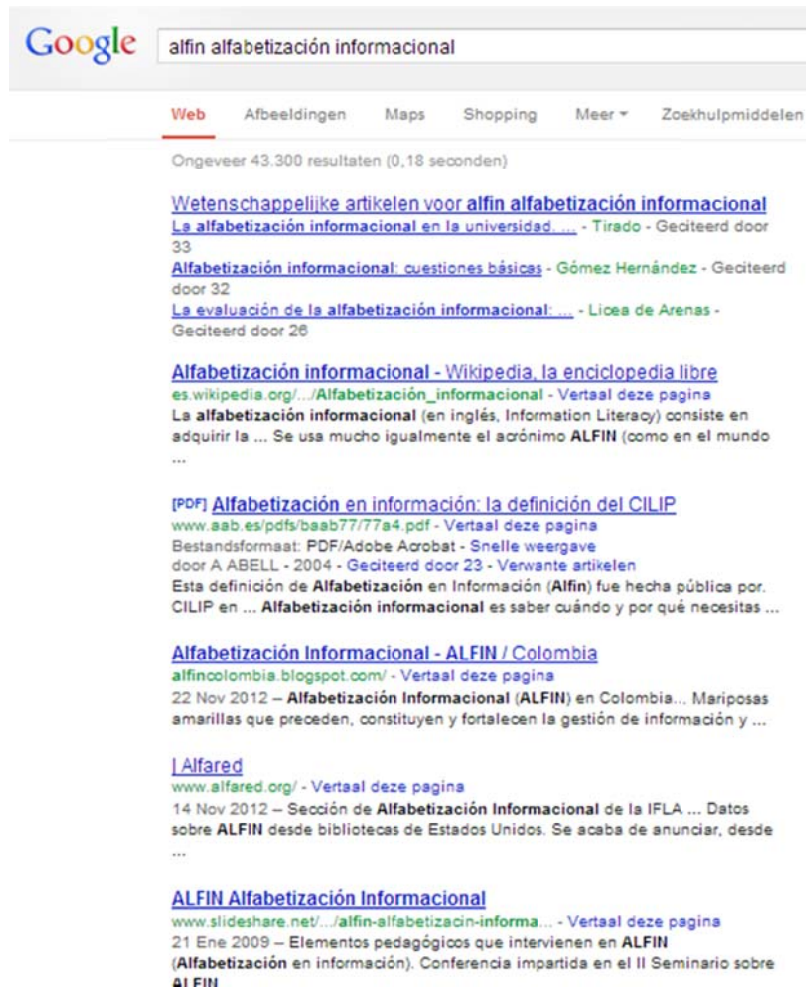 Google alfin alfabetización informacional
Web Afbeeldingen Maps Shopping Meer Zoekhulpmiddelen
Ongeveer 43.300 resultaten (0,18 seconden)
Wetenschappelijke artikelen voor alfin alfabetización informacional
La alfabetización informacional en la universidad. ... - Tirado - Geciteerd door
33
Alfabetización informacional: cuestiones básicas - Gómez Hernández - Geciteerd
door 32
La evaluación de la alfabetización informacional: ... - Licea de Arenas -
Geciteerd door 26
Alfabetización informacional - Wikipedia, la enciclopedia libre
es.wikipedia.org/.../Alfabetización_informacional - Vertaal deze pagina
La alfabetización informacional (en inglés, Information Literacy) consiste en
adquirir la ... Se usa mucho igualmente el acrónimo ALFIN (como en el mundo
...
[PDF] Alfabetización en información: la definición del CILIP
www.aab.es/pdfs/baab77/77a4.pdf - Vertaal deze pagina
Bestandsformaat: PDF/Adobe Acrobat - Snelle weergave
door A ABELL - 2004 - Geciteerd door 23 - Verwante artikelen
Esta definición de Alfabetización en Información (Alfin) fue hecha pública por.
CILIP en ... Alfabetización informacional es saber cuándo y por qué necesitas ...
Alfabetización Informacional - ALFIN / Colombia
alfincolombia.blogspot.com/ - Vertaal deze pagina
22 Nov 2012 – Alfabetización Informacional (ALFIN) en Colombia... Mariposas
amarillas que preceden, constituyen y fortalecen la gestión de información y ...
| Alfared
www.alfared.org/ - Vertaal deze pagina
14 Nov 2012 – Sección de Alfabetización Informacional de la IFLA ... Datos
sobre ALFIN desde bibliotecas de Estados Unidos. Se acaba de anunciar, desde
...
ALFIN Alfabetización Informacional
www.slideshare.net/.../alfin-alfabetizacin-informa... - Vertaal deze pagina
21 Ene 2009 – Elementos pedagógicos que intervienen en ALFIN
(Alfabetización en información). Conferencia impartida en el II Seminario sobre
ALFIN